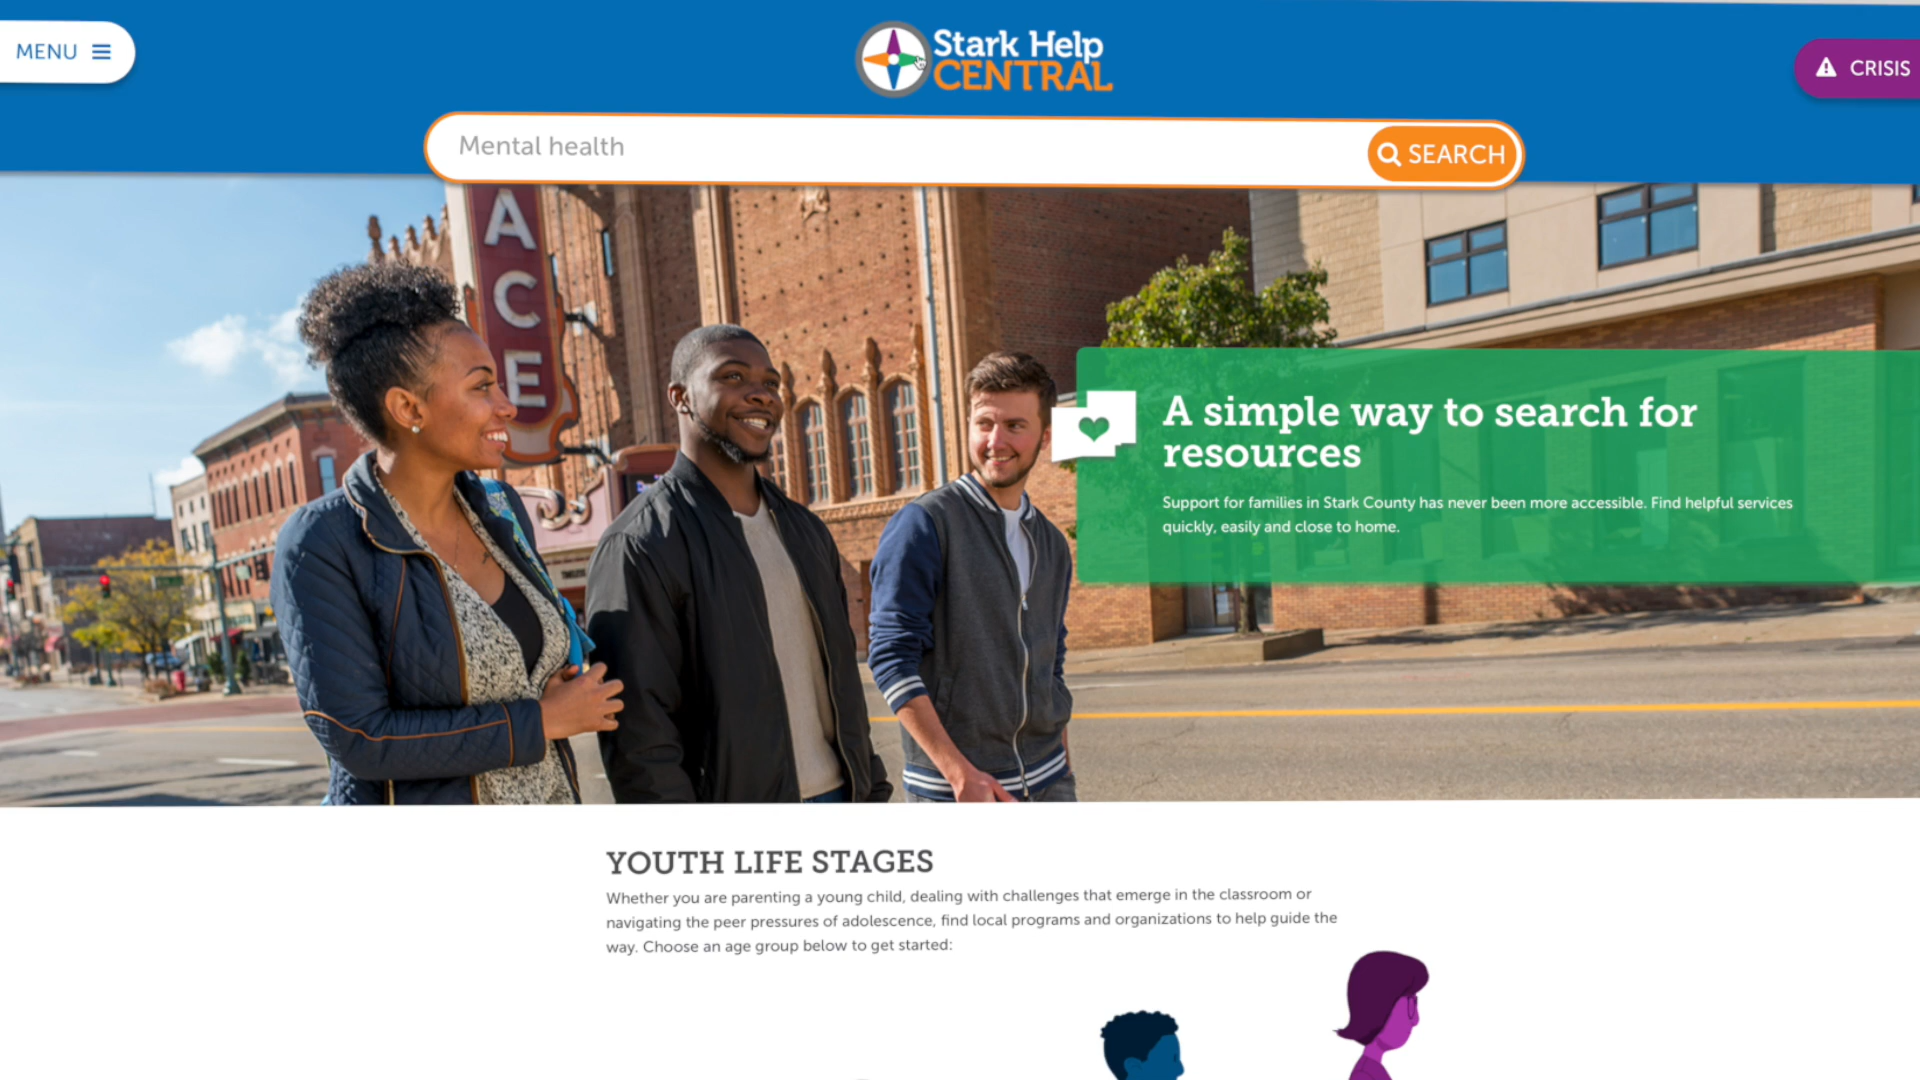 MENU
Stark Help
CENTRAL
CRISIS
Mental health
SEARCH
A
C
E
A simple way to search for
resources
Support for families in Stark County has never been more accessible. Find helpful services
quickly, easily and close to home.
YOUTH LIFE STAGES
Whether you are parenting a young child, dealing with challenges that emerge in the classroom or
navigating the peer pressures of adolescence, find local programs and organizations to help guide the
way. Choose an age group below to get started: